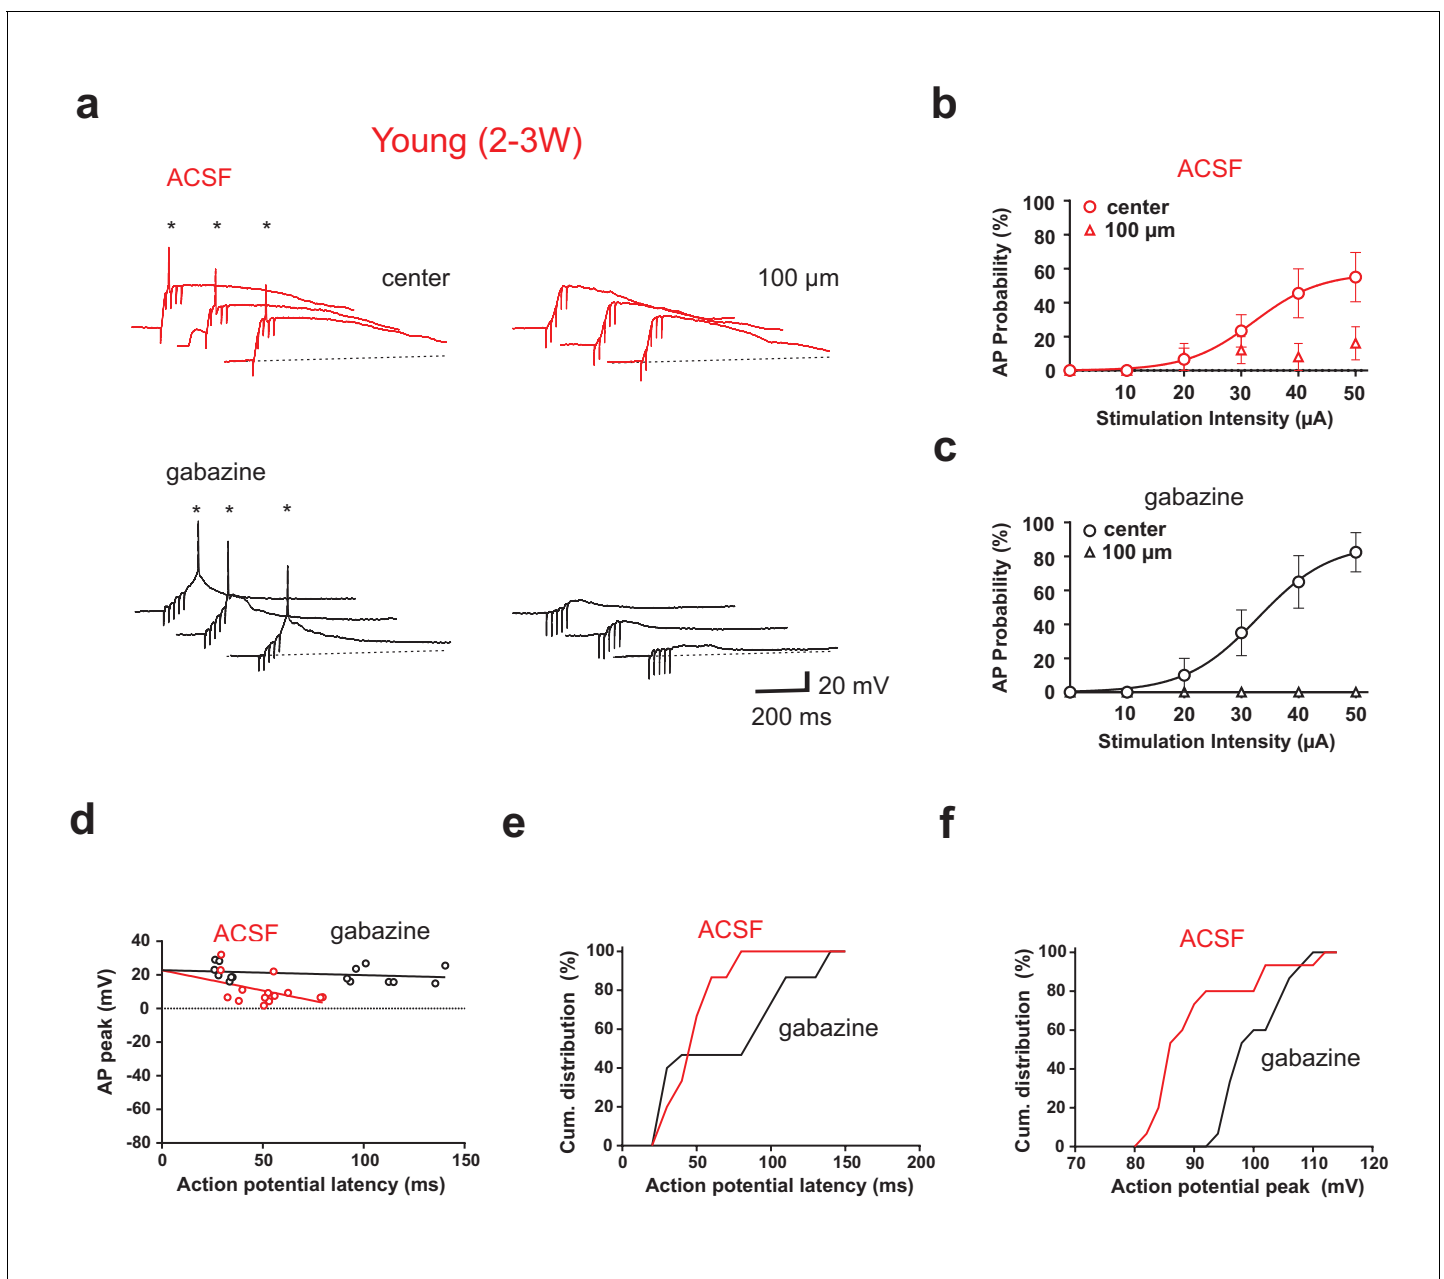 a
Young (2-3W)
ACSF
* * *
center
100 µm
gabazine
* * *
20 mV
200 ms
b
ACSF
center
100 µm
AP Probability (%)
100
80
60
40
20
0
10 20 30 40 50
Stimulation Intensity (µA)
c
gabazine
center
100 µm
AP Probability (%)
100
80
60
40
20
0
10 20 30 40 50
Stimulation Intensity (µA)
d
ACSF
gabazine
AP peak (mV)
40
20
0
-20
-40
-60
-80
0 50 100 150
Action potential latency (ms)
e
ACSF
gabazine
Cum. distribution (%)
100
80
60
40
20
0
0 50 100 150 200
Action potential latency (ms)
f
ACSF
gabazine
Cum. distribution (%)
100
80
60
40
20
0
70 80 90 100 110 120
Action potential peak (mV)